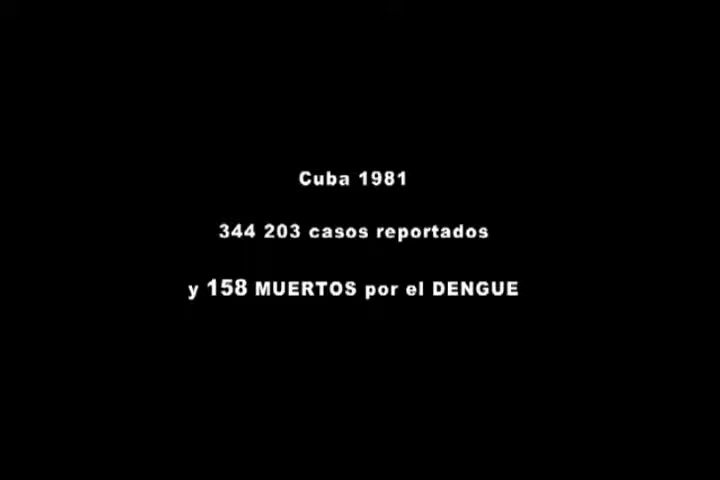 Cuba 1981
344 203 casos reportados
y 158 MUERTOS por el DENGUE